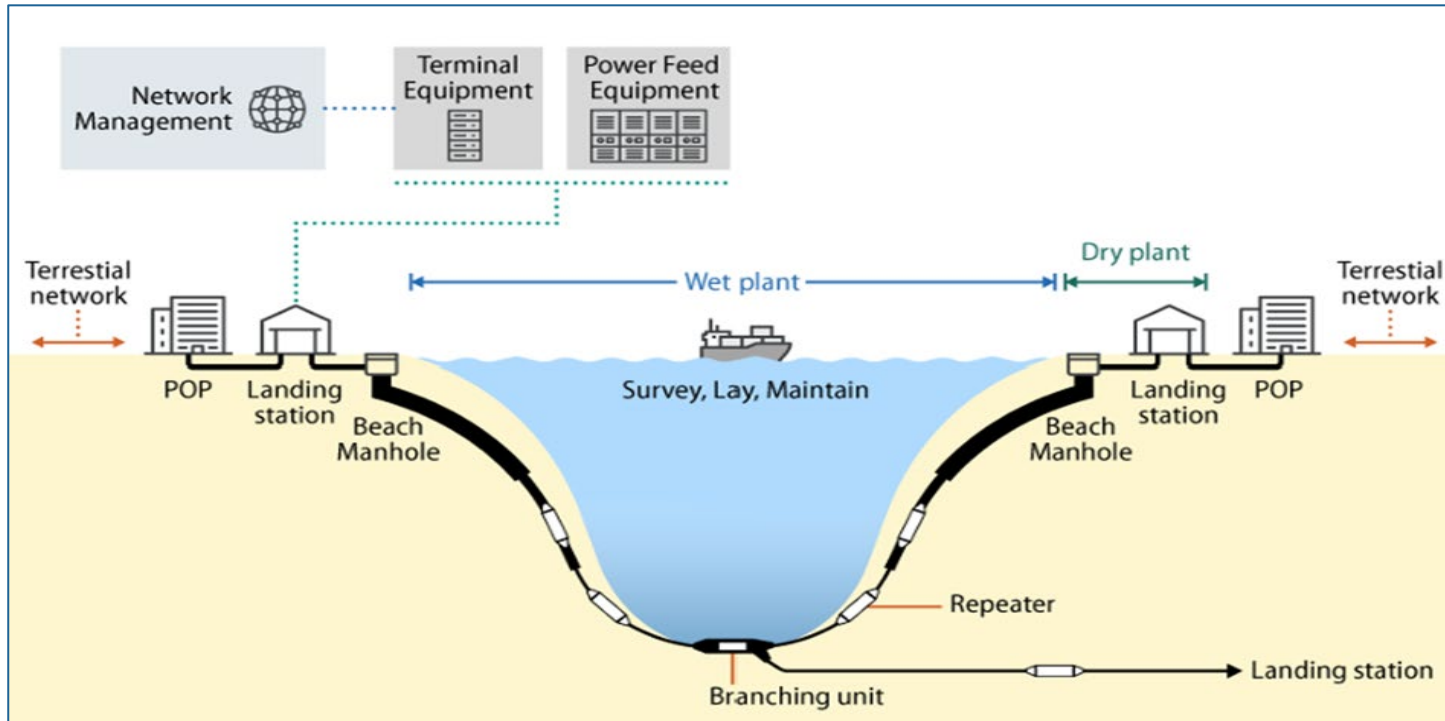 Network
Management
Terminal
Equipment
Power Feed
Equipment
Terrestial
network
Wet plant
Dry plant
Terrestial
network
POP
Landing
station
Beach
Manhole
Survey, Lay, Maintain
Beach
Manhole
Landing
station
POP
Repeater
Landing station
Branching unit